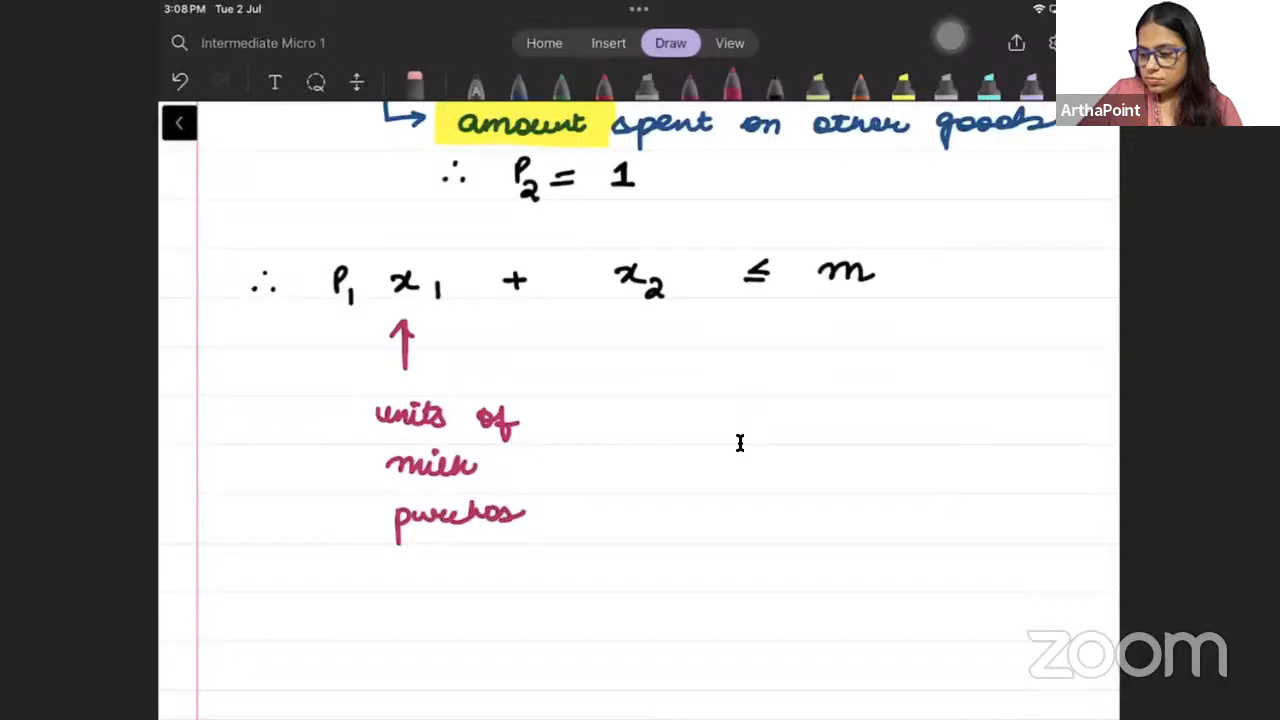 3:08 PM Tue 2 Jul
Intermediate Micro 1
Home Insert Draw View
ArthaPoint
amount spent on other goods
∴ P₂ = 1
∴ P₁ x₁ + x₂ ≤ m
units of
milk
purchas
zoom